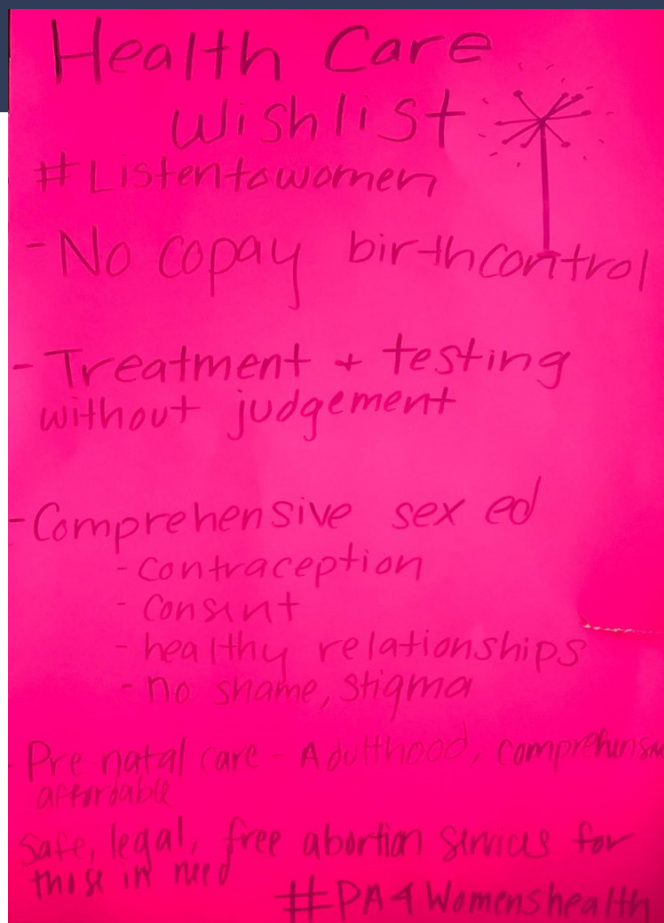 Health Care
Wishlist
#Listentowomen
- No copay birthcontrol
- Treatment + testing
without judgement
- Comprehensive sex ed
- contraception
- consent
- healthy relationships
- no shame, stigma
- Pre natal care - Adulthood, comprehensive
affordable
Safe, legal, free abortion services for
those in need
#PA4Womenshealth